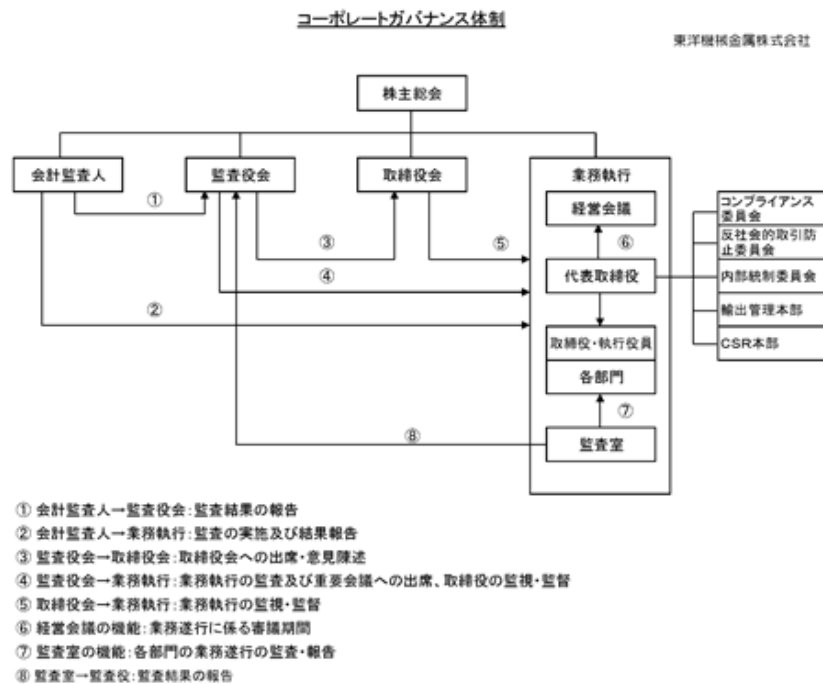 コーポレートガバナンス体制
東洋機械金属株式会社
株主総会
会計監査人
監査役会
取締役会
業務執行
①
③
⑤
④
②
⑧
経営会議
⑥
代表取締役
取締役・執行役員
各部門
⑦
監査室
コンプライアンス
委員会
反社会的取引防
止委員会
内部統制委員会
輸出管理本部
CSR本部
① 会計監査人→監査役会:監査結果の報告
② 会計監査人→業務執行:監査の実施及び結果報告
③ 監査役会→取締役会:取締役会への出席・意見陳述
④ 監査役会→業務執行:業務執行の監査及び重要会議への出席、取締役の監視・監督
⑤ 取締役会→業務執行:業務執行の監視・監督
⑥ 経営会議の機能:業務遂行に係る審議期間
⑦ 監査室の機能:各部門の業務遂行の監査・報告
⑧ 監査室→監査役:監査結果の報告